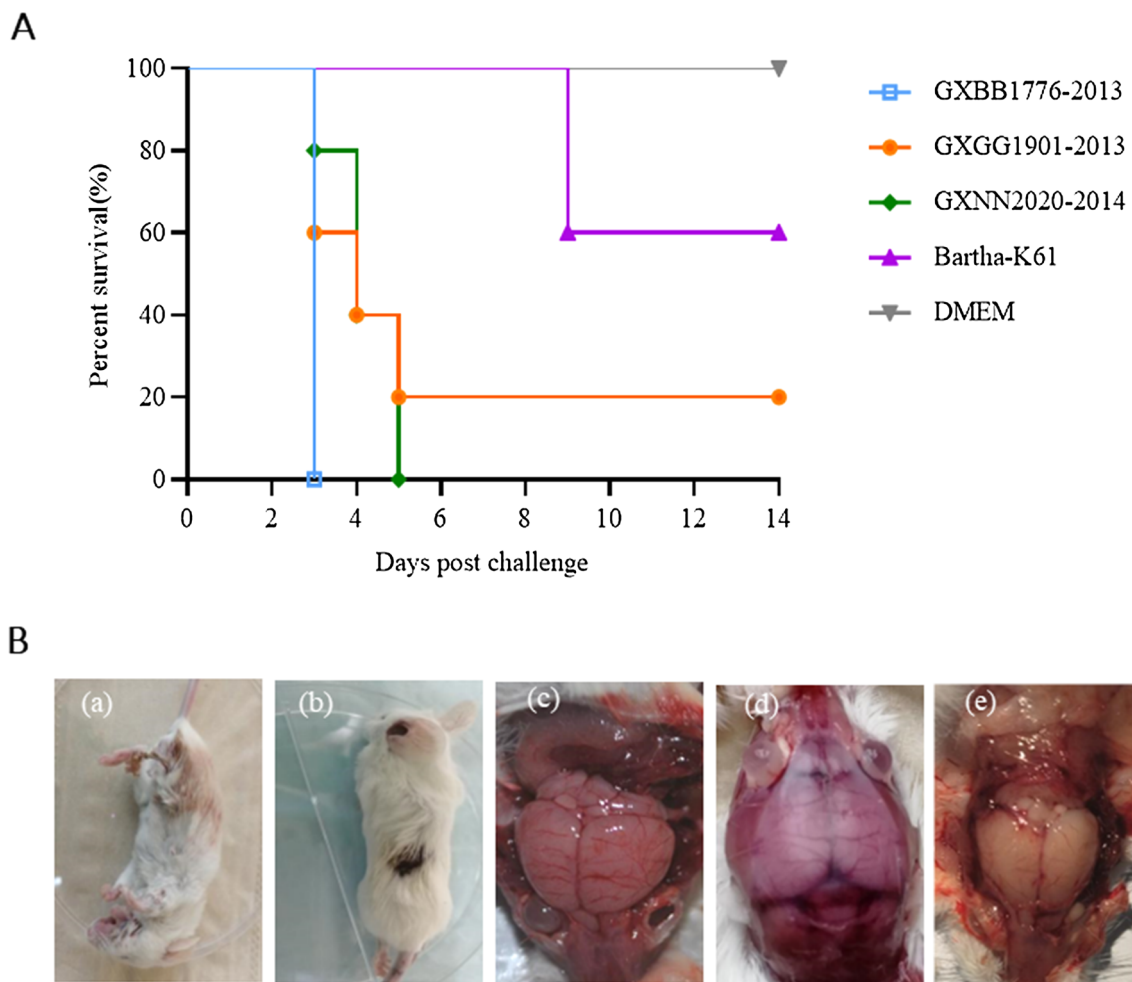 A
Percent survival(%)
100
80
60
40
20
0
0 2 4 6 8 10 12 14
Days post challenge
GXBB1776-2013
GXGG1901-2013
GXNN2020-2014
Bartha-K61
DMEM
B
(a) (b) (c) (d) (e)